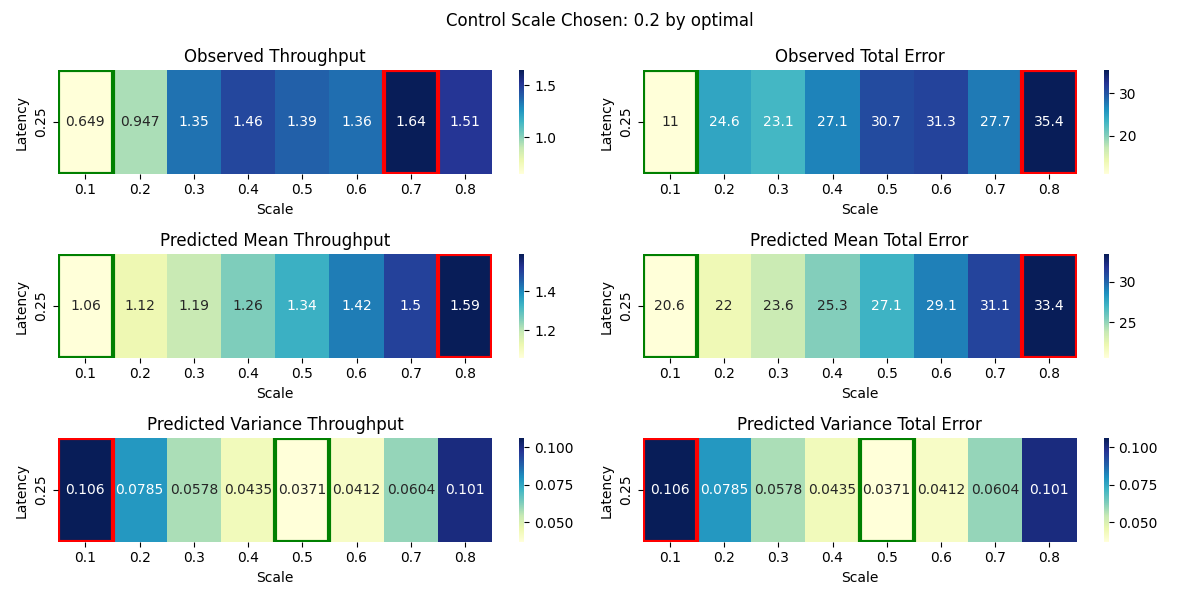 Control Scale Chosen: 0.2 by optimal
Observed Throughput
Latency
0.25
0.649 0.947 1.35 1.46 1.39 1.36 1.64 1.51
0.1 0.2 0.3 0.4 0.5 0.6 0.7 0.8
Scale
1.5
1.0
Observed Total Error
Latency
0.25
11 24.6 23.1 27.1 30.7 31.3 27.7 35.4
0.1 0.2 0.3 0.4 0.5 0.6 0.7 0.8
Scale
30
20
Predicted Mean Throughput
Latency
0.25
1.06 1.12 1.19 1.26 1.34 1.42 1.5 1.59
0.1 0.2 0.3 0.4 0.5 0.6 0.7 0.8
Scale
1.4
1.2
Predicted Mean Total Error
Latency
0.25
20.6 22 23.6 25.3 27.1 29.1 31.1 33.4
0.1 0.2 0.3 0.4 0.5 0.6 0.7 0.8
Scale
30
25
Predicted Variance Throughput
Latency
0.25
0.106 0.0785 0.0578 0.0435 0.0371 0.0412 0.0604 0.101
0.1 0.2 0.3 0.4 0.5 0.6 0.7 0.8
Scale
0.100
0.075
0.050
Predicted Variance Total Error
Latency
0.25
0.106 0.0785 0.0578 0.0435 0.0371 0.0412 0.0604 0.101
0.1 0.2 0.3 0.4 0.5 0.6 0.7 0.8
Scale
0.100
0.075
0.050